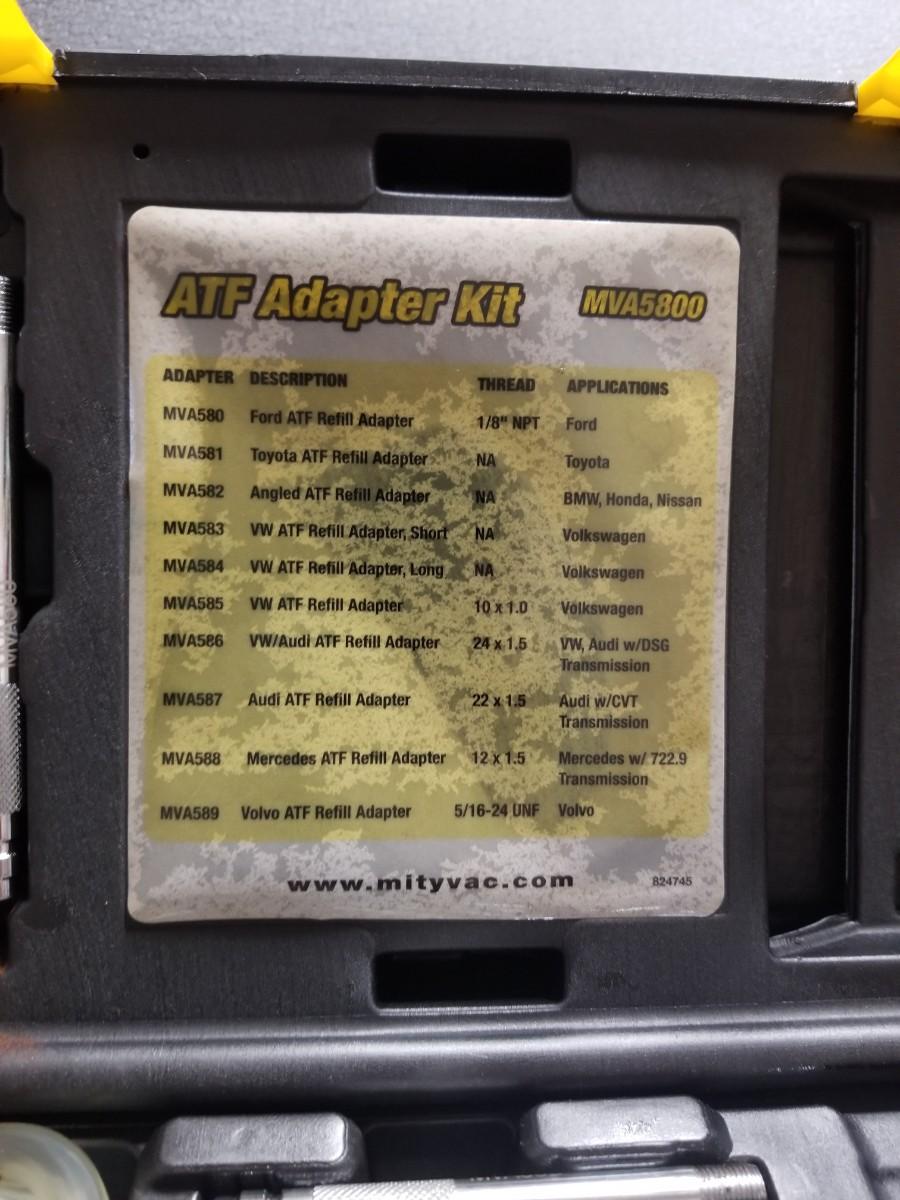 ATF Adapter Kit MVA5800
ADAPTER DESCRIPTION THREAD APPLICATIONS
MVA580 Ford ATF Refill Adapter 1/8" NPT Ford
MVA581 Toyota ATF Refill Adapter NA Toyota
MVA582 Angled ATF Refill Adapter NA BMW, Honda, Nissan
MVA583 VW ATF Refill Adapter, Short NA Volkswagen
MVA584 VW ATF Refill Adapter, Long NA Volkswagen
MVA585 VW ATF Refill Adapter 10 x 1.0 Volkswagen
MVA586 VW/Audi ATF Refill Adapter 24 x 1.5 VW, Audi w/DSG
Transmission
MVA587 Audi ATF Refill Adapter 22 x 1.5 Audi w/CVT
Transmission
MVA588 Mercedes ATF Refill Adapter 12 x 1.5 Mercedes w/ 722.9
Transmission
MVA589 Volvo ATF Refill Adapter 5/16-24 UNF Volvo
www.mityvac.com 824745